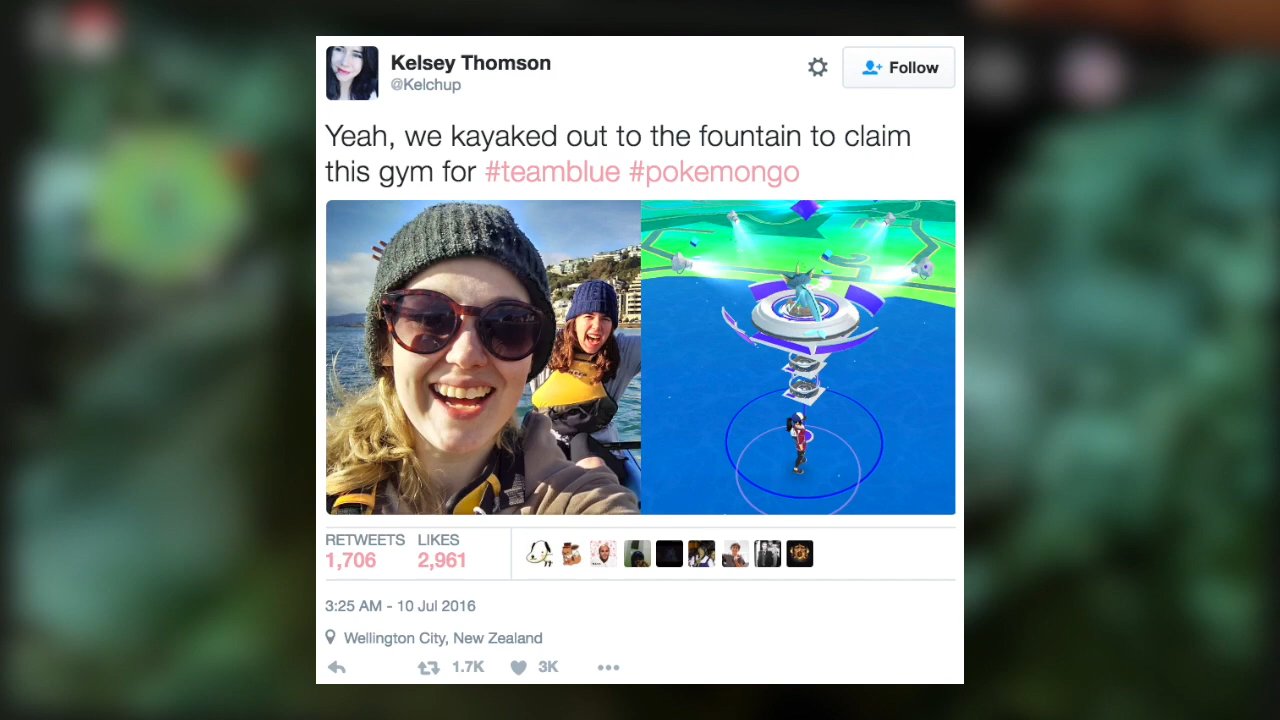 Kelsey Thomson
@Kelchup
Follow
Yeah, we kayaked out to the fountain to claim
this gym for #teamblue #pokemongo
RETWEETS LIKES
1,706 2,961
3:25 AM - 10 Jul 2016
Wellington City, New Zealand
1.7K 3K